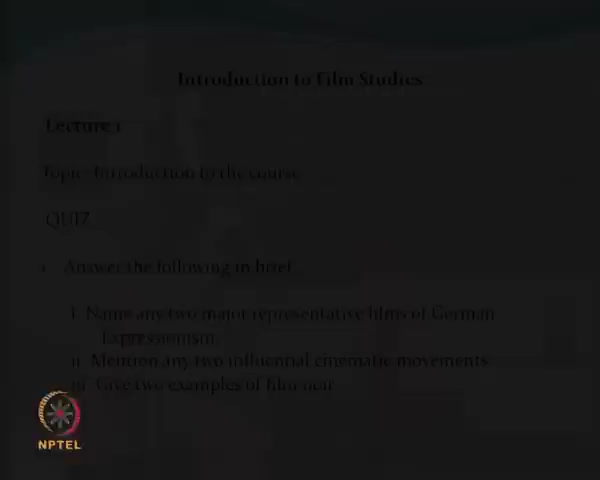 Introduction to Film Studies
Lecture 1
Topic: Introduction to the course
QUIZ
1. Answer the following in brief
i. Name any two major representative films of German
Expressionism.
ii. Mention any two influential cinematic movements
iii. Give two examples of film noir
NPTEL